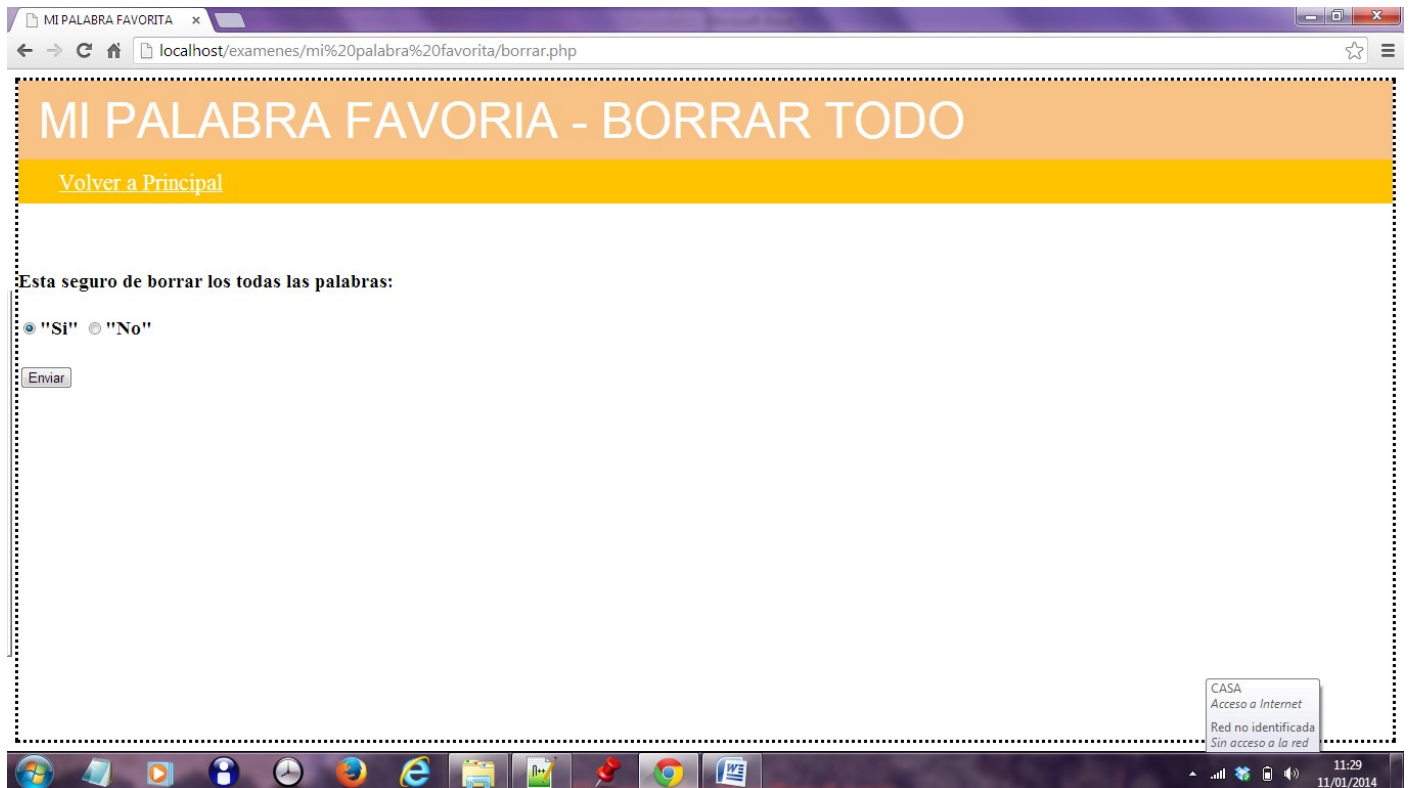 MI PALABRA FAVORITA
localhost/examenes/mi%20palabra%20favorita/borrar.php
MI PALABRA FAVORIA - BORRAR TODO
Volver a Principal
Esta seguro de borrar los todas las palabras:
"Si" "No"
Enviar
CASA
Acceso a Internet
Red no identificada
Sin acceso a la red
11:29
11/01/2014